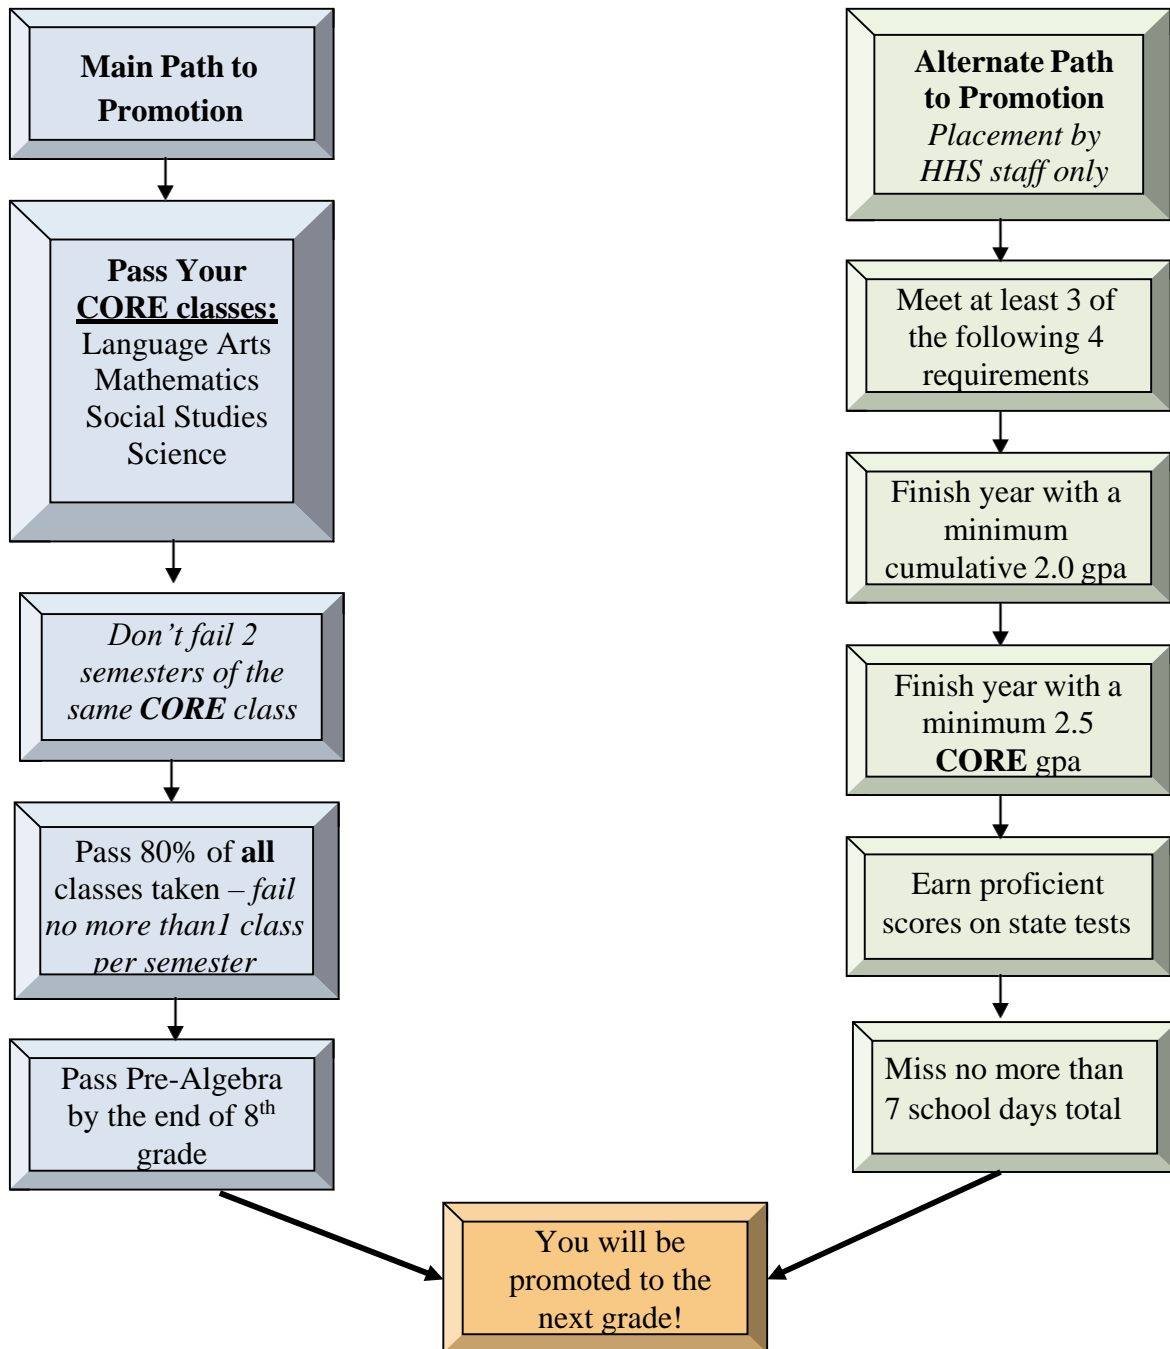 Main Path to
Promotion
Pass Your
CORE classes:
Language Arts
Mathematics
Social Studies
Science
Don’t fail 2
semesters of the
same CORE class
Pass 80% of all
classes taken – fail
no more than1 class
per semester
Pass Pre-Algebra
by the end of 8th
grade
Alternate Path
to Promotion
Placement by
HHS staff only
Meet at least 3 of
the following 4
requirements
Finish year with a
minimum
cumulative 2.0 gpa
Finish year with a
minimum 2.5
CORE gpa
Earn proficient
scores on state tests
Miss no more than
7 school days total
You will be
promoted to the
next grade!